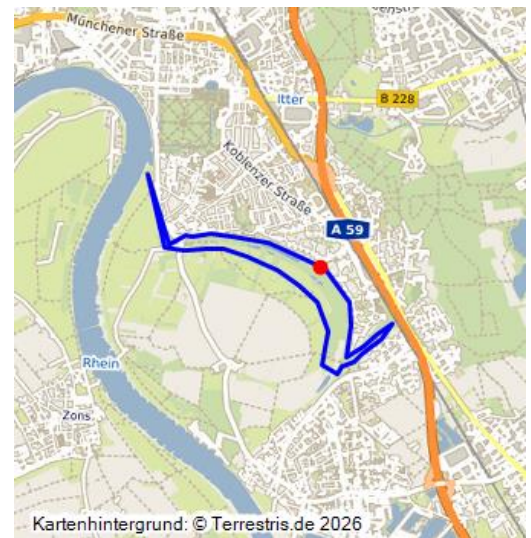 Münchener Straße
Itter
B 228
Koblenzer Straße
A 59
Rhein
Zons
Kartenhintergrund: © Terrestris.de 2026